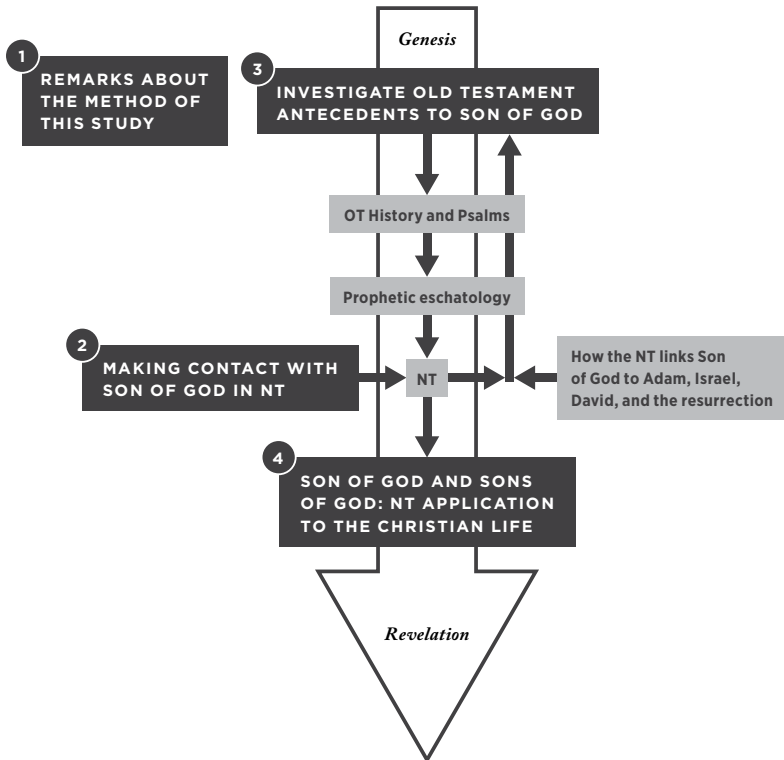 Genesis
1
REMARKS ABOUT
THE METHOD OF
THIS STUDY
3
INVESTIGATE OLD TESTAMENT
ANTECEDENTS TO SON OF GOD
OT History and Psalms
Prophetic eschatology
2
MAKING CONTACT WITH
SON OF GOD IN NT
NT
How the NT links Son
of God to Adam, Israel,
David, and the resurrection
4
SON OF GOD AND SONS
OF GOD: NT APPLICATION
TO THE CHRISTIAN LIFE
Revelation